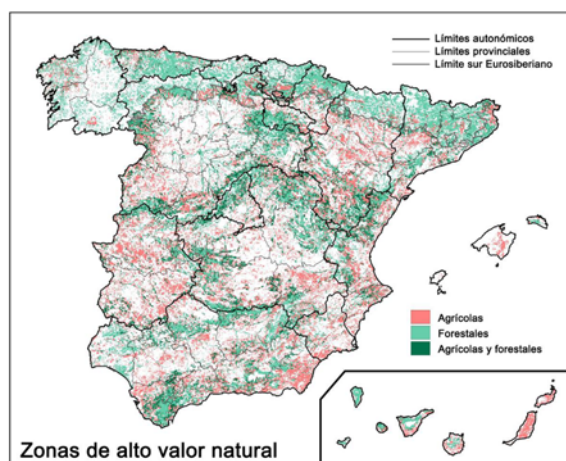 Límites autonómicos
Límites provinciales
Límite sur Eurosiberiano
Agrícolas
Forestales
Agrícolas y forestales
Zonas de alto valor natural